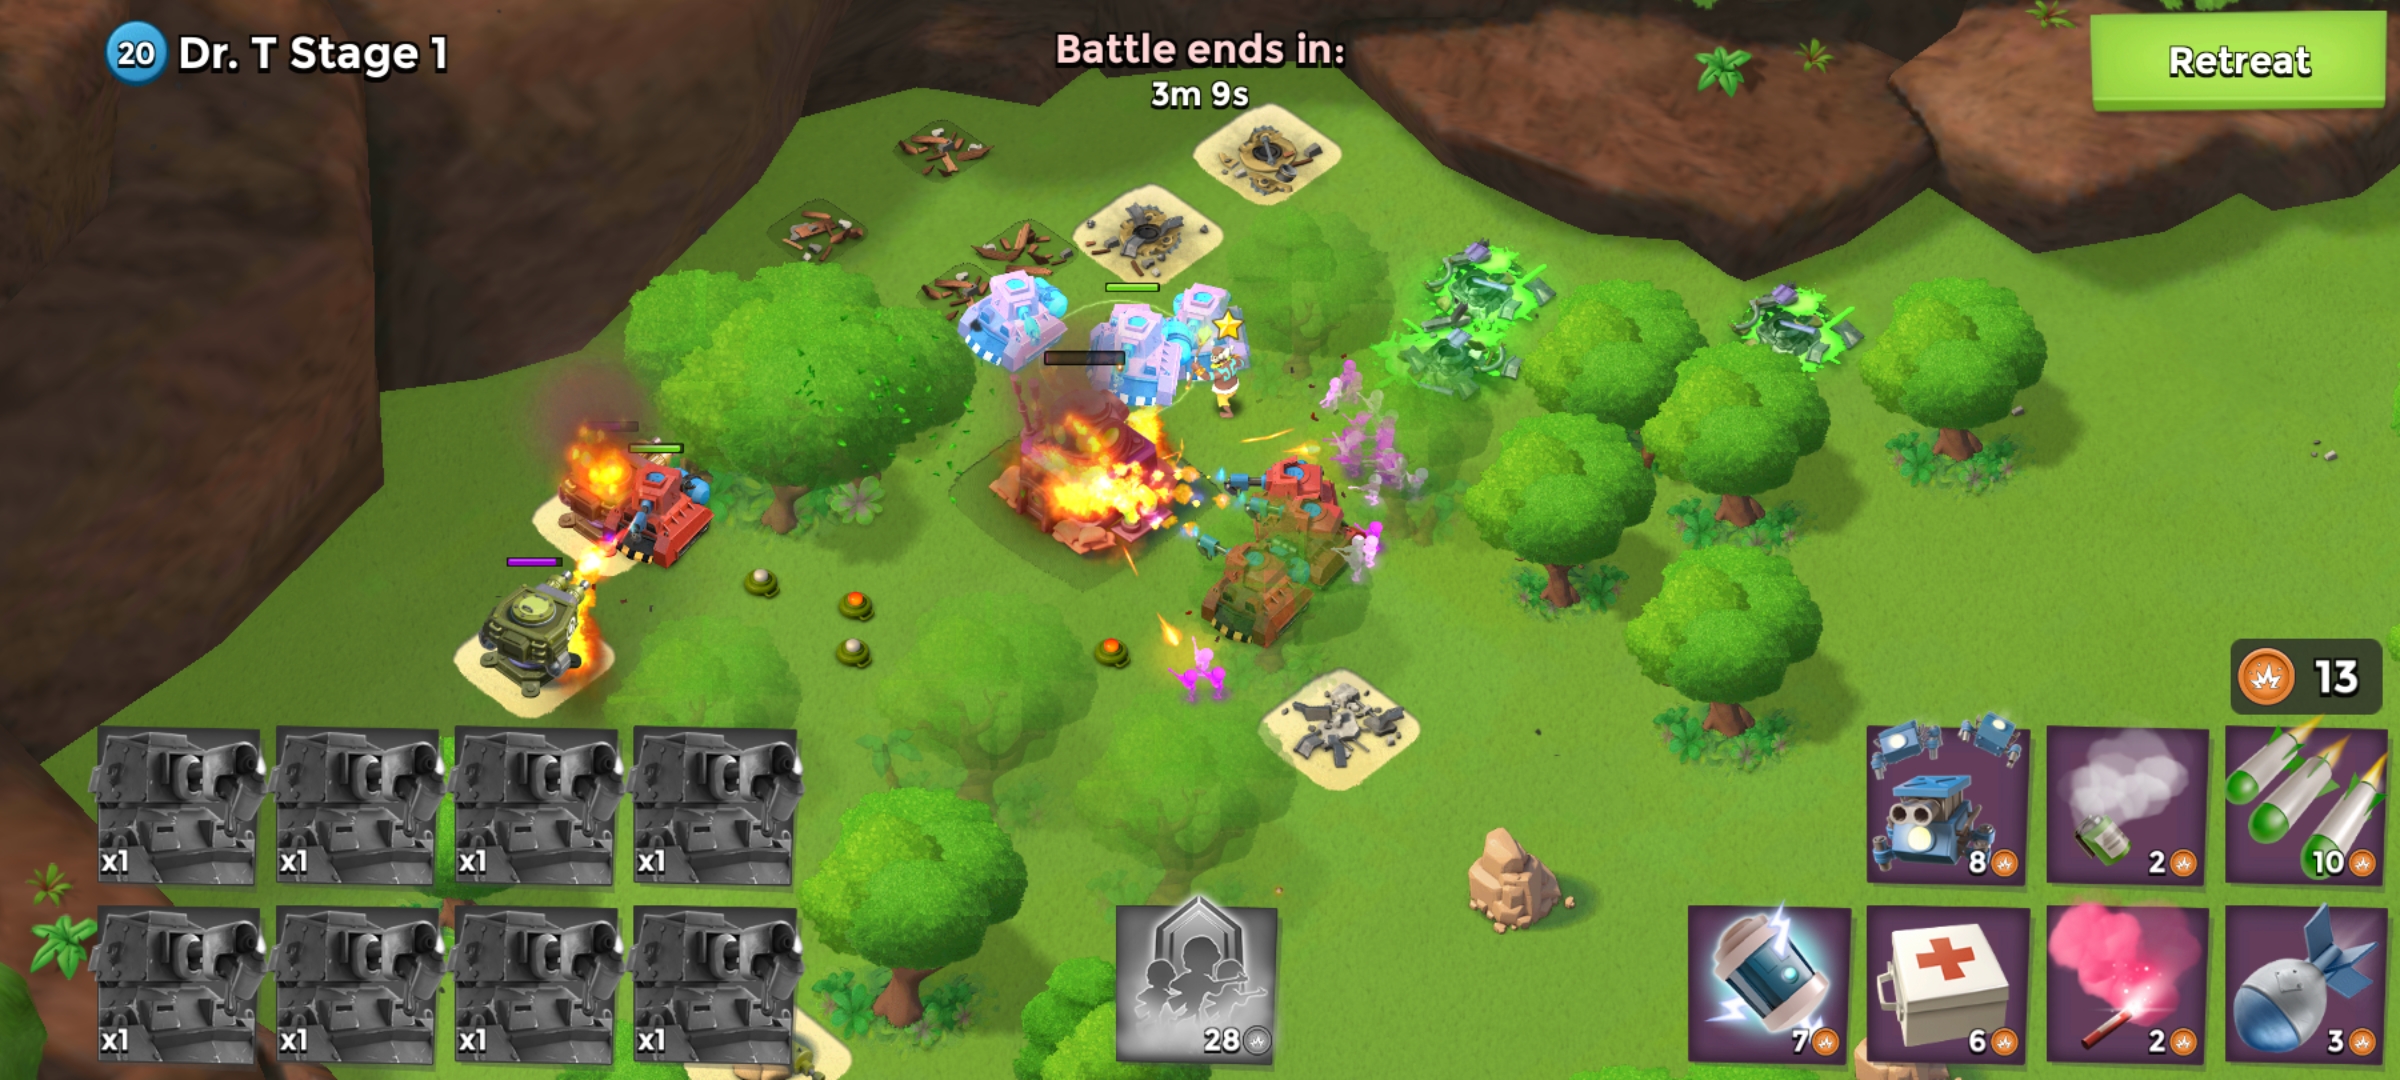 20 Dr. T Stage 1
Battle ends in:
3m 9s
Retreat
13
8
2
10
x1
x1
x1
x1
x1
x1
x1
x1
28
7
6
2
3